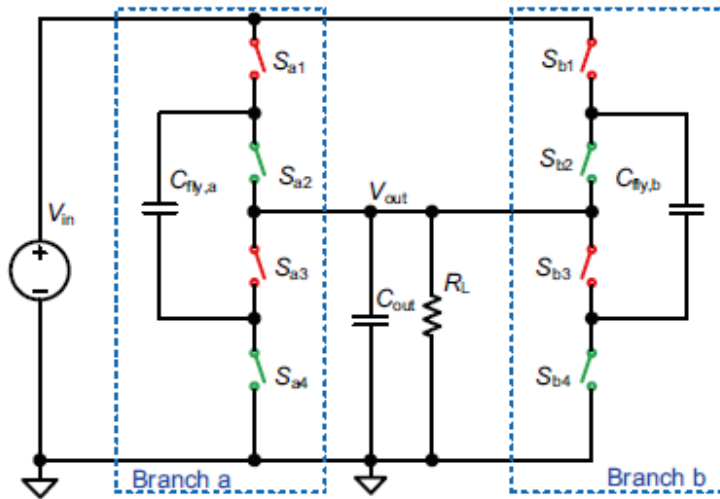 Sa1
Sb1
Cfly,a
Sa2
Vout
Sb2
Cfly,b
Vin
+
−
Sa3
Cout
RL
Sb3
Sa4
Sb4
Branch a
Branch b